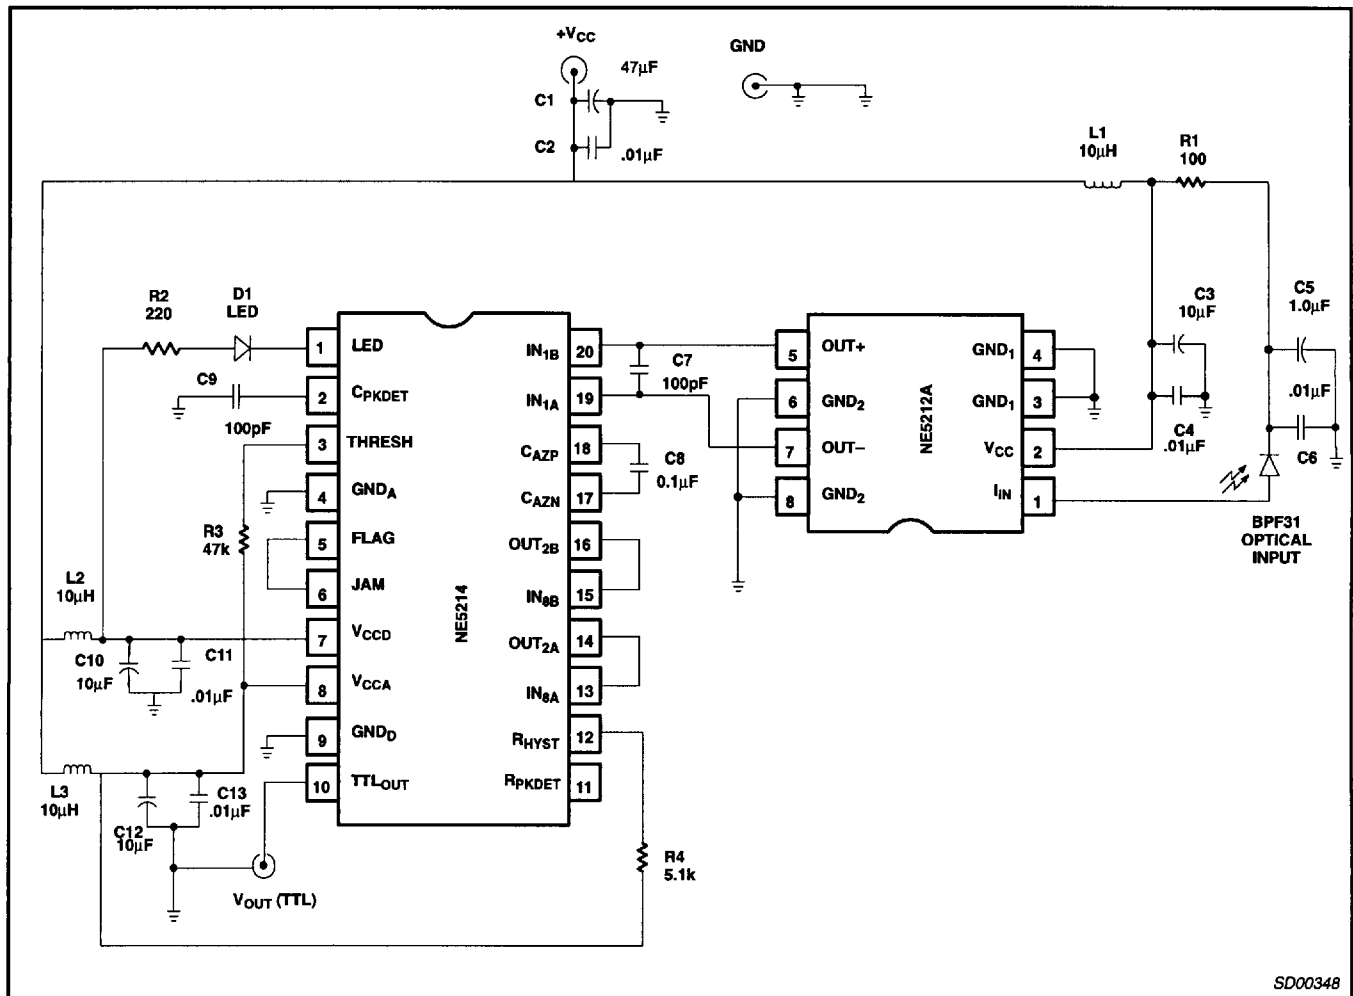 +VCC
47µF
C1
C2
.01µF
GND
L1
10µH
R1
100
R2
220
D1
LED
C9
100pF
R3
47k
L2
10µH
C10
10µF
C11
.01µF
L3
10µH
C12
10µF
C13
.01µF
VOUT (TTL)
1
LED
2
CPKDET
3
THRESH
4
GNDA
5
FLAG
6
JAM
7
VCCD
8
VCCA
9
GNDD
10
TTLOUT
NE5214
IN1B
20
IN1A
19
CAZP
18
CAZN
17
OUT2B
16
IN8B
15
OUT2A
14
IN8A
13
RHYST
12
RPKDET
11
C7
100pF
C8
0.1µF
R4
5.1k
5
OUT+
6
GND2
7
OUT–
8
GND2
NE5212A
GND1
4
GND1
3
VCC
2
IIN
1
C3
10µF
C4
.01µF
C5
1.0µF
.01µF
C6
BPF31
OPTICAL
INPUT
SD00348